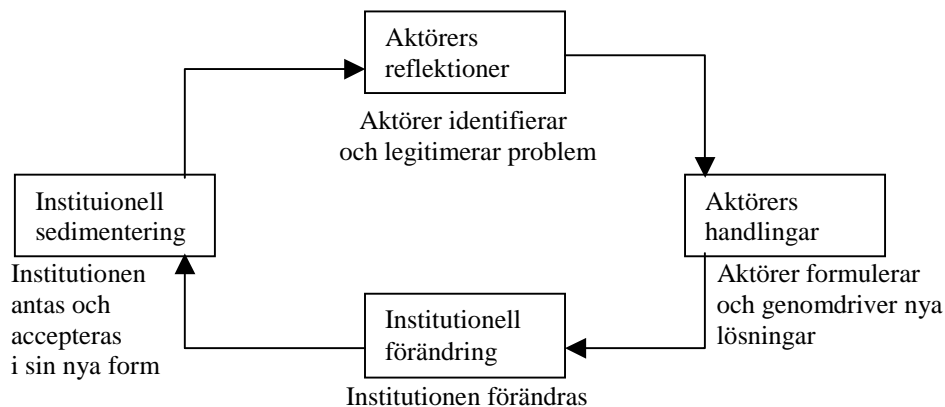 Aktörers
reflektioner
Aktörer identifierar
och legitimerar problem
Instituionell
sedimentering
Institutionen
antas och
accepteras
i sin nya form
Aktörers
handlingar
Aktörer formulerar
och genomdriver nya
lösningar
Institutionell
förändring
Institutionen förändras